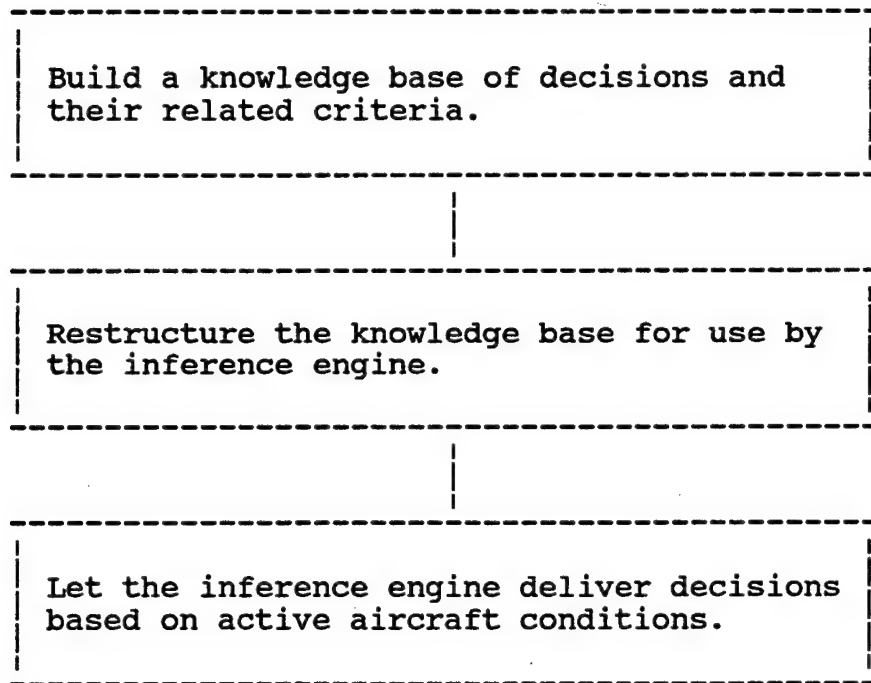 Build a knowledge base of decisions and
their related criteria.
Restructure the knowledge base for use by
the inference engine.
Let the inference engine deliver decisions
based on active aircraft conditions.